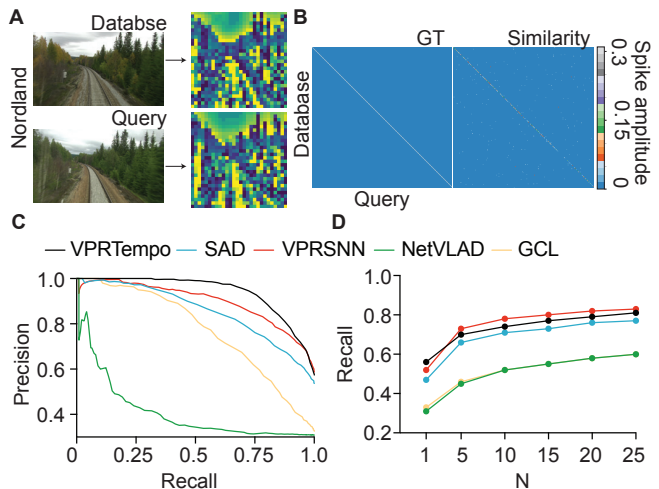 A
Databse
Query
Nordland
B
GT
Similarity
Database
Query
0.3
0.15
0
Spike amplitude
C
D
VPRTempo
SAD
VPRSNN
NetVLAD
GCL
1.0
0.8
0.6
0.4
Precision
0
0.25
0.5
0.75
1.0
Recall
1.0
0.8
0.6
0.4
0.2
Recall
1
5
10
15
20
25
N